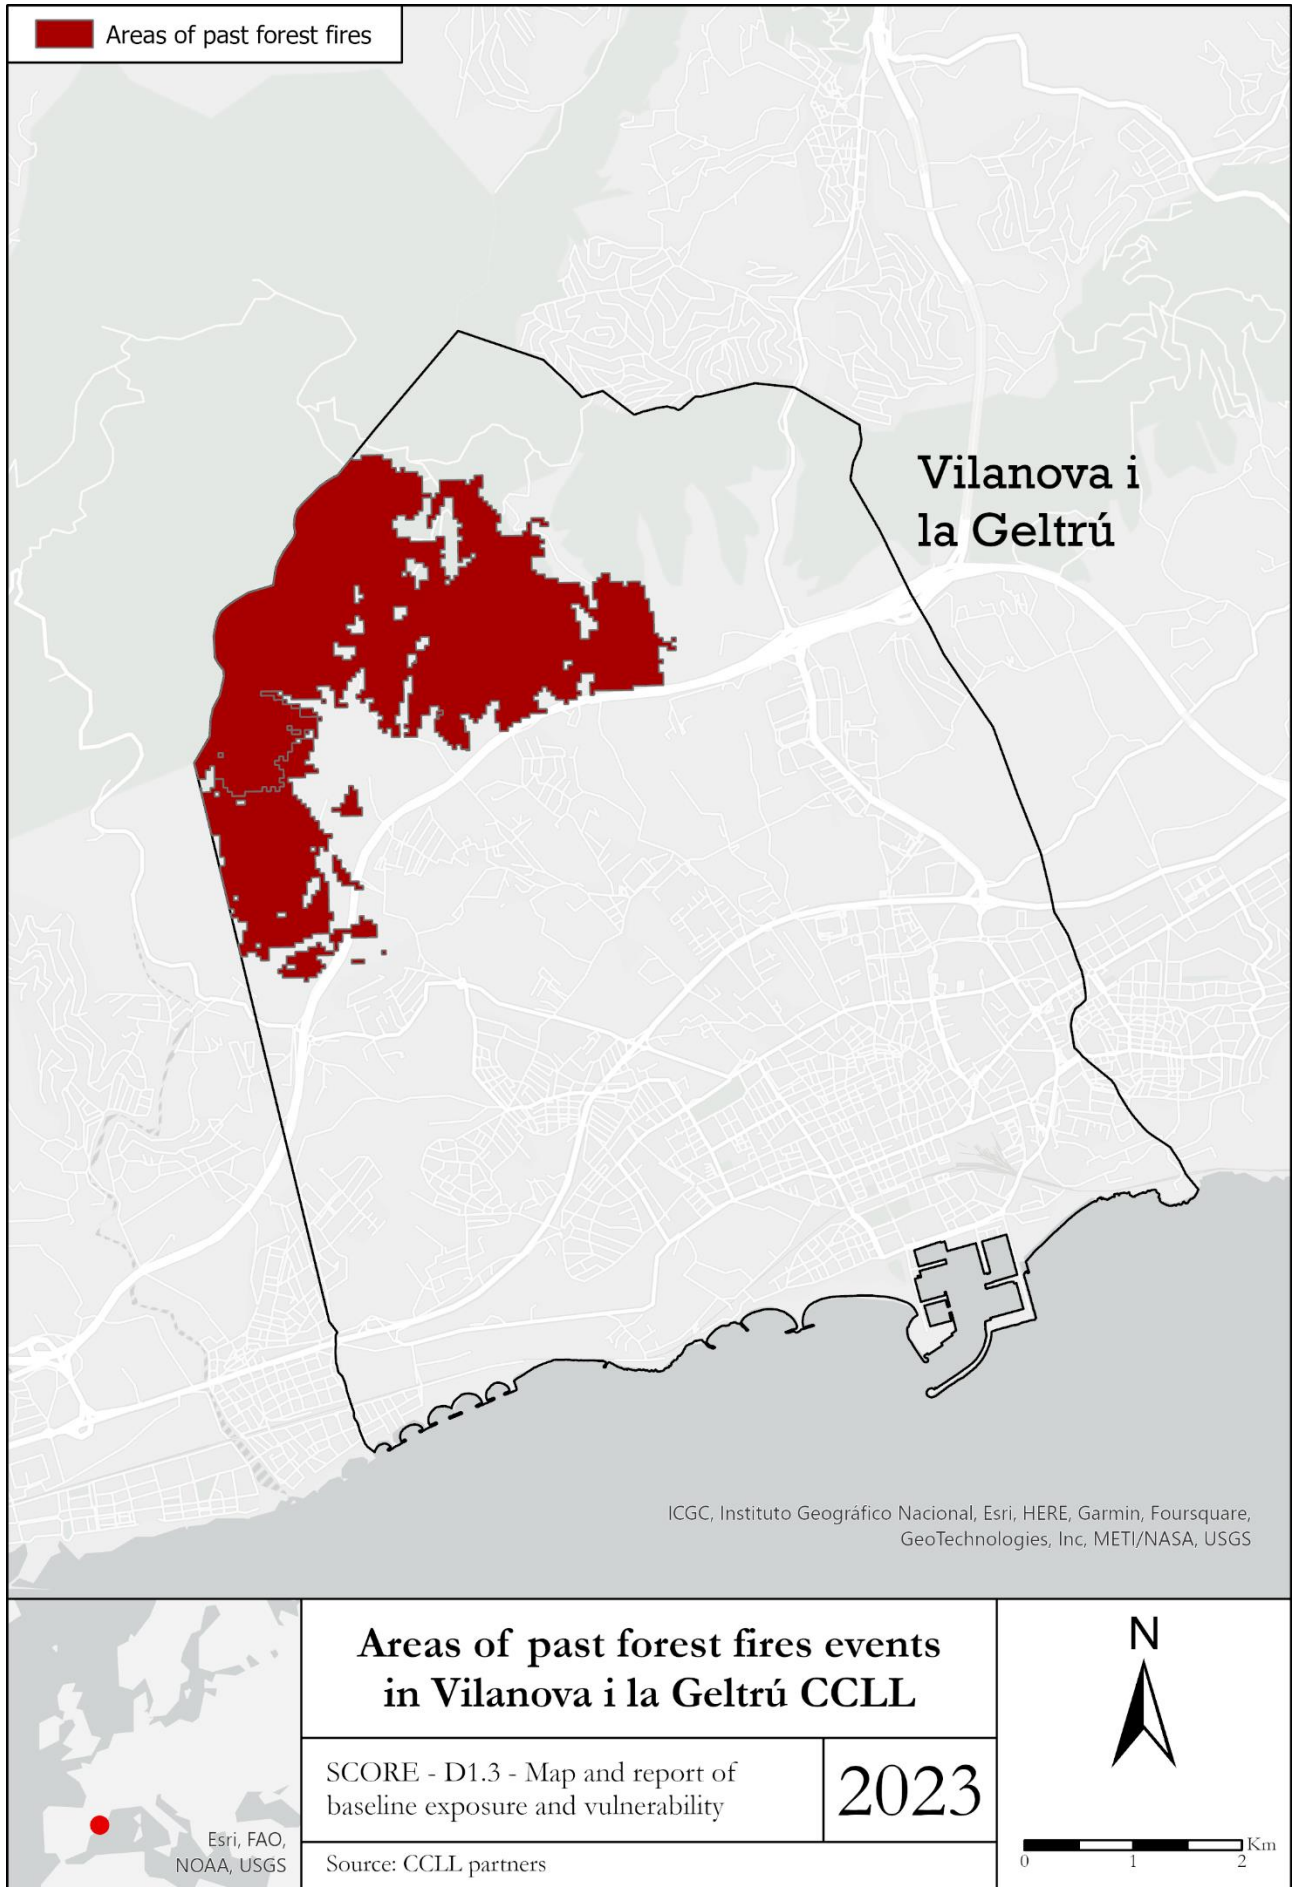 Areas of past forest fires
Vilanova i
la Geltrú
ICGC, Instituto Geográfico Nacional, Esri, HERE, Garmin, Foursquare,
GeoTechnologies, Inc, METI/NASA, USGS
Esri, FAO,
NOAA, USGS
Areas of past forest fires events
in Vilanova i la Geltrú CCLL
SCORE - D1.3 - Map and report of
baseline exposure and vulnerability
2023
Source: CCLL partners
N
Km
0 1 2